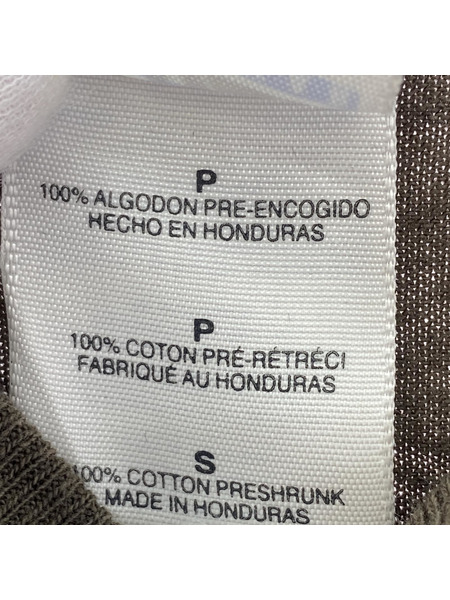 P
100% ALGODON PRE-ENCOGIDO
HECHO EN HONDURAS
P
100% COTON PRÉ-RÉTRÉCI
FABRIQUÉ AU HONDURAS
S
100% COTTON PRESHRUNK
MADE IN HONDURAS